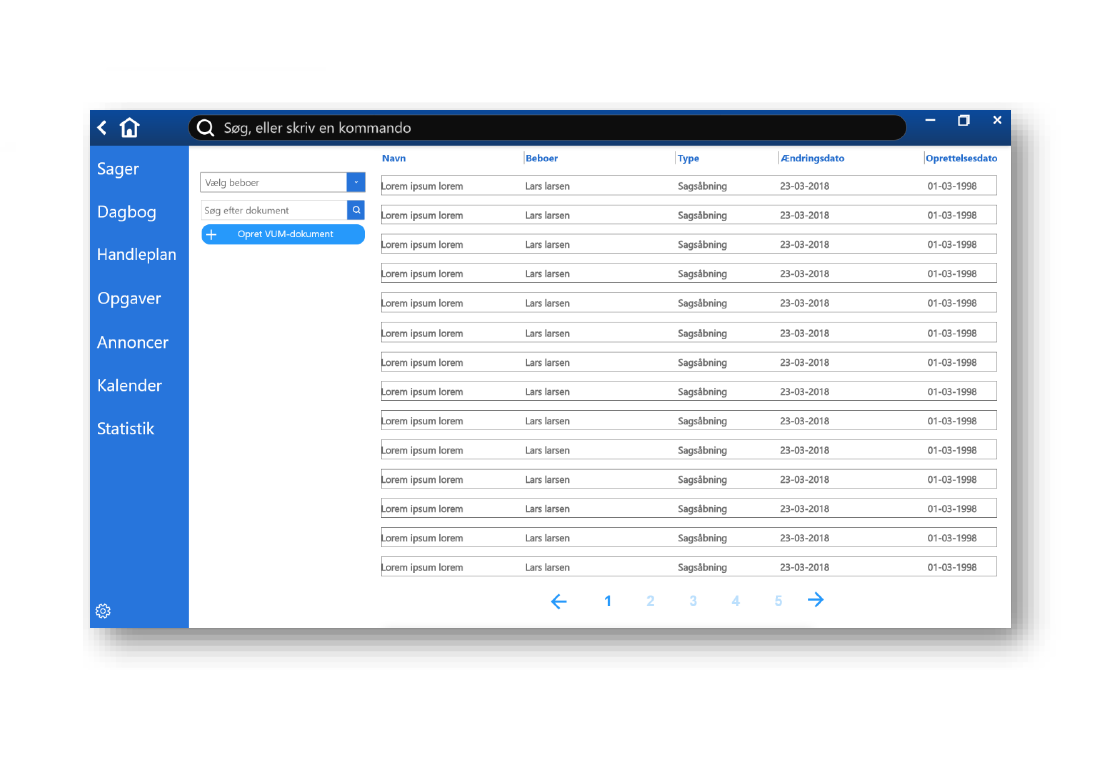 Søg, eller skriv en kommando
Sager
Dagbog
Handleplan
Opgaver
Annoncer
Kalender
Statistik
Vælg beboer
Søg efter dokument
Opret VUM-dokument
Navn Beboer Type Ændringsdato Oprettelsesdato
Lorem ipsum lorem Lars larsen Sagsåbning 23-03-2018 01-03-1998
Lorem ipsum lorem Lars larsen Sagsåbning 23-03-2018 01-03-1998
Lorem ipsum lorem Lars larsen Sagsåbning 23-03-2018 01-03-1998
Lorem ipsum lorem Lars larsen Sagsåbning 23-03-2018 01-03-1998
Lorem ipsum lorem Lars larsen Sagsåbning 23-03-2018 01-03-1998
Lorem ipsum lorem Lars larsen Sagsåbning 23-03-2018 01-03-1998
Lorem ipsum lorem Lars larsen Sagsåbning 23-03-2018 01-03-1998
Lorem ipsum lorem Lars larsen Sagsåbning 23-03-2018 01-03-1998
Lorem ipsum lorem Lars larsen Sagsåbning 23-03-2018 01-03-1998
Lorem ipsum lorem Lars larsen Sagsåbning 23-03-2018 01-03-1998
Lorem ipsum lorem Lars larsen Sagsåbning 23-03-2018 01-03-1998
Lorem ipsum lorem Lars larsen Sagsåbning 23-03-2018 01-03-1998
Lorem ipsum lorem Lars larsen Sagsåbning 23-03-2018 01-03-1998
Lorem ipsum lorem Lars larsen Sagsåbning 23-03-2018 01-03-1998
1 2 3 4 5